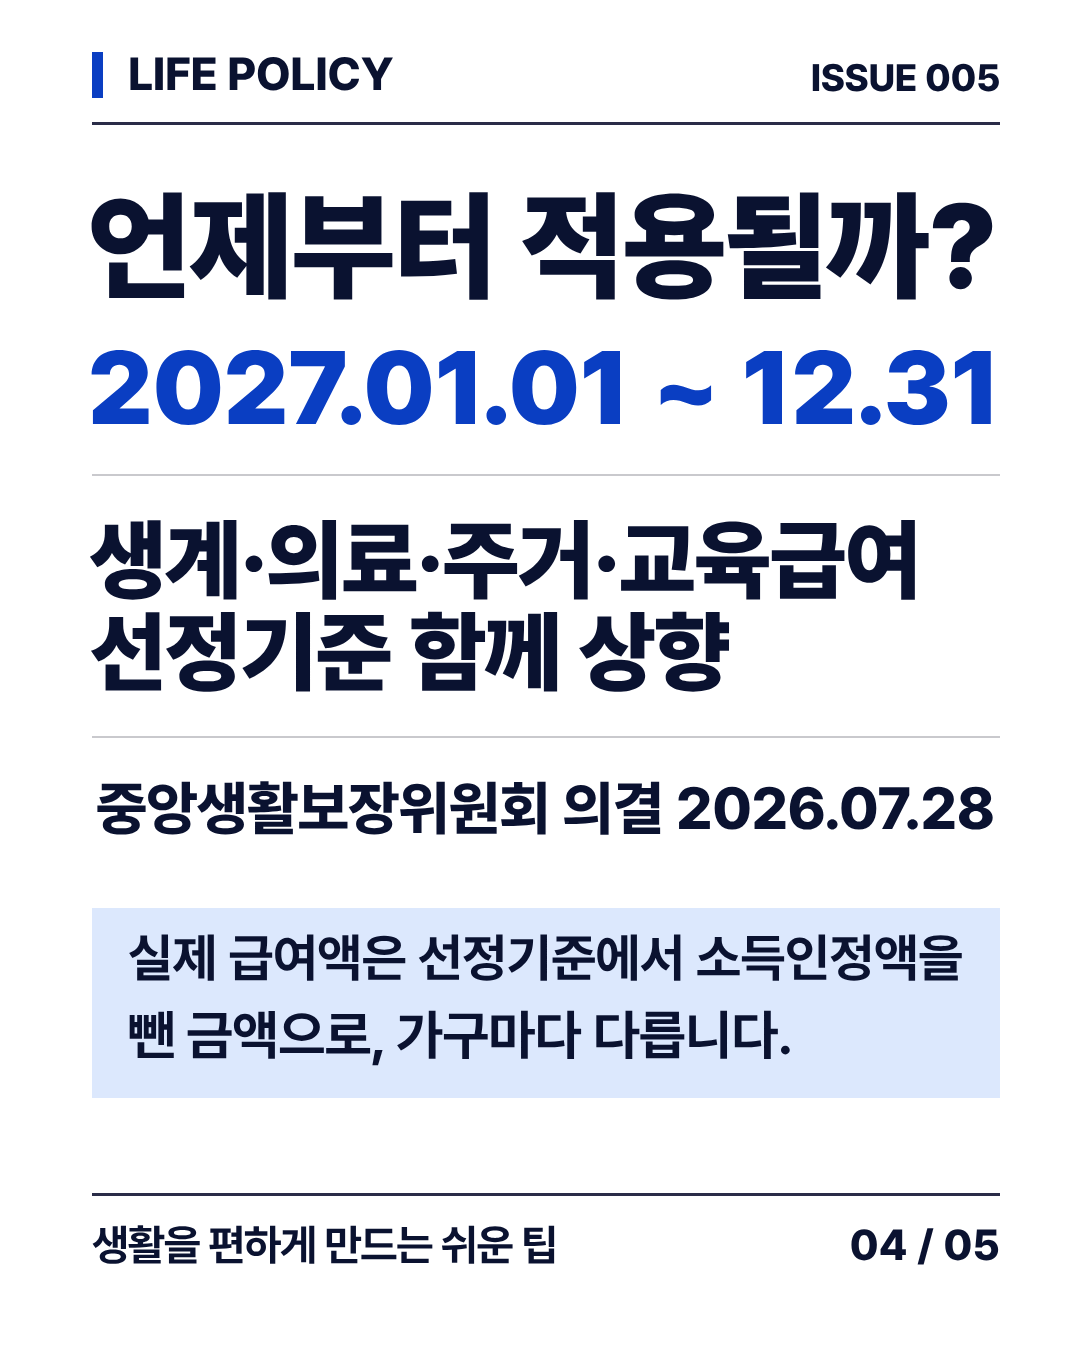 LIFE POLICY
ISSUE 005
언제부터 적용될까?
2027.01.01 ~ 12.31
생계·의료·주거·교육급여
선정기준 함께 상향
중앙생활보장위원회 의결 2026.07.28
실제 급여액은 선정기준에서 소득인정액을
뺀 금액으로, 가구마다 다릅니다.
생활을 편하게 만드는 쉬운 팁
04 / 05